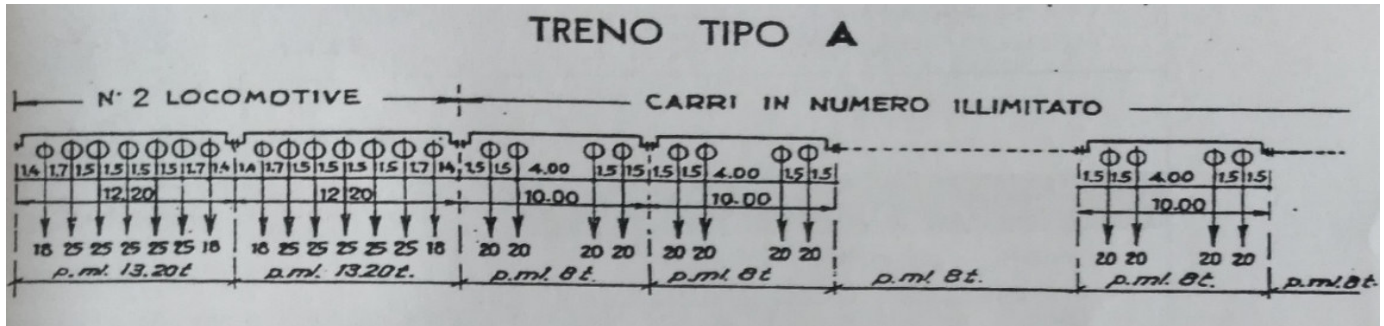 TRENO TIPO A
N· 2 LOCOMOTIVE CARRI IN NUMERO ILLIMITATO
1.4 1.7 1.5 1.5 1.5 1.5 1.7 1.4 1.4 1.7 1.5 1.5 1.5 1.5 1.7 1.4 1.5 1.5 4.00 1.5 1.5 1.5 1.5 4.00 1.5 1.5 1.5 1.5 4.00 1.5 1.5
12.20 12.20 10.00 10.00 10.00
18 25 25 25 25 25 18 18 25 25 25 25 25 18 20 20 20 20 20 20 20 20 20 20 20 20
p.ml. 13.20t p.ml. 13.20t. p.ml. 8t p.ml. 8t p.ml. 8t. p.ml. 8t. p.ml. 8t.